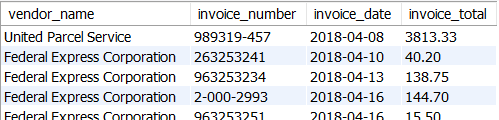 vendor_name invoice_number invoice_date invoice_total
United Parcel Service 989319-457 2018-04-08 3813.33
Federal Express Corporation 263253241 2018-04-10 40.20
Federal Express Corporation 963253234 2018-04-13 138.75
Federal Express Corporation 2-000-2993 2018-04-16 144.70
Federal Express Corporation 963253251 2018-04-16 15.50